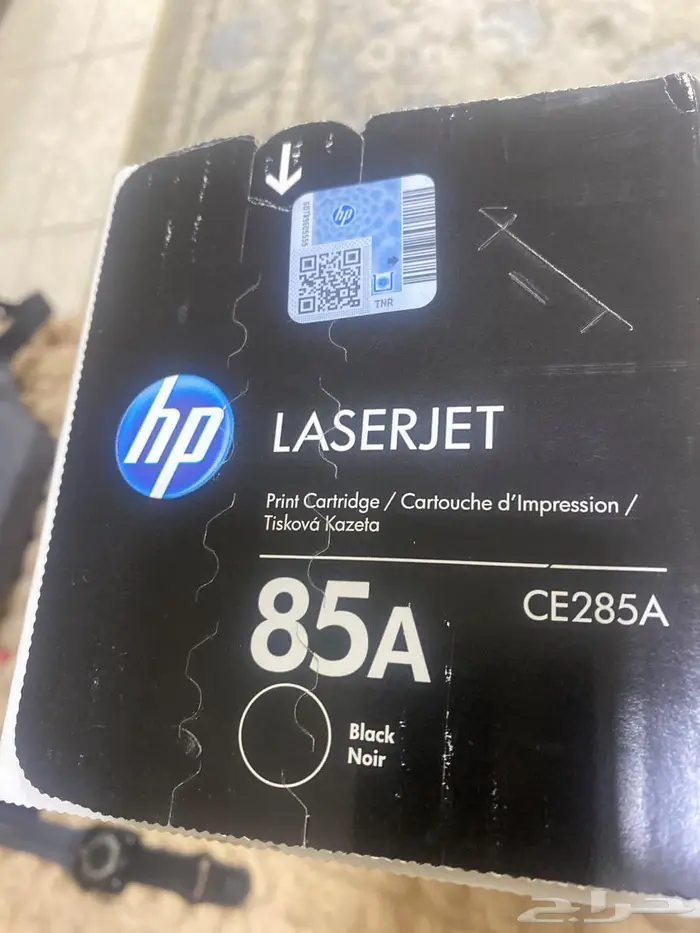 hp
TNR
hp
LASERJET
Print Cartridge / Cartouche d'Impression /
Tisková Kazeta
85A
CE285A
Black
Noir
حراج